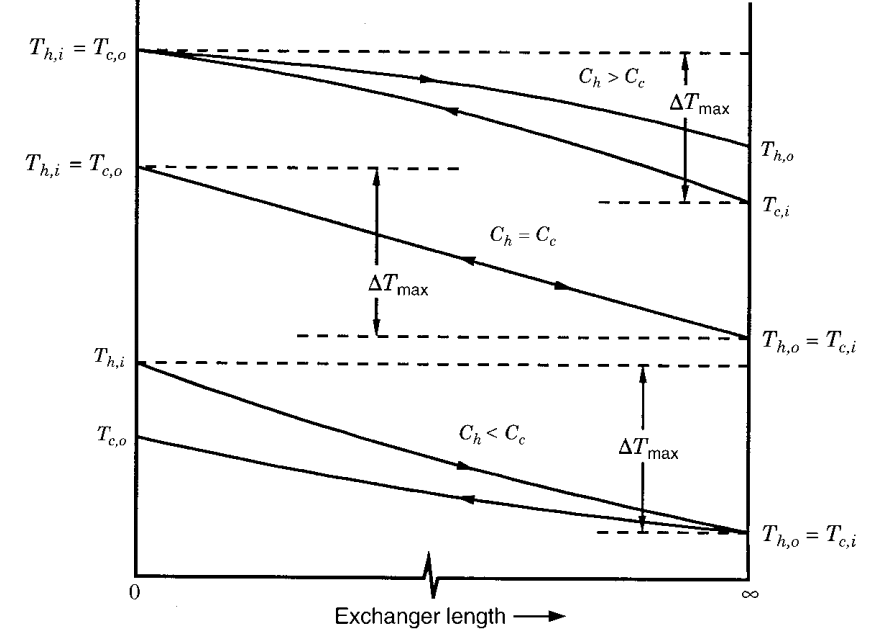 T_{h,i} = T_{c,o}
C_h > C_c
ΔT_max
T_{h,o}
T_{h,i} = T_{c,o}
T_{c,i}
C_h = C_c
ΔT_max
T_{h,o} = T_{c,i}
T_{h,i}
T_{c,o}
C_h < C_c
ΔT_max
T_{h,o} = T_{c,i}
0
∞
Exchanger length →